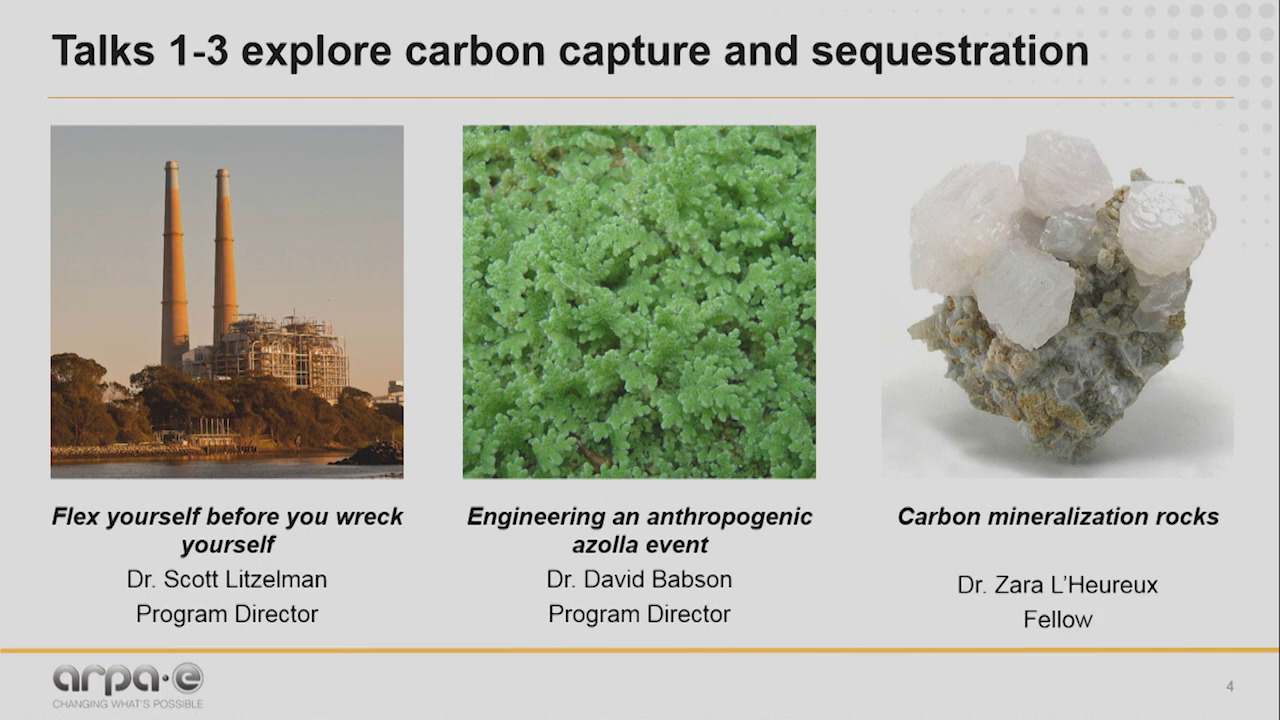 Talks 1-3 explore carbon capture and sequestration
Flex yourself before you wreck
yourself
Dr. Scott Litzelman
Program Director
Engineering an anthropogenic
azolla event
Dr. David Babson
Program Director
Carbon mineralization rocks
Dr. Zara L’Heureux
Fellow
arpa·e
CHANGING WHAT'S POSSIBLE
4